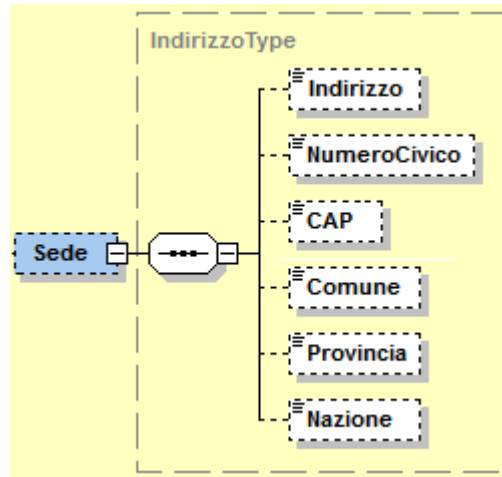 IndirizzoType
Indirizzo
NumeroCivico
CAP
Sede
Comune
Provincia
Nazione